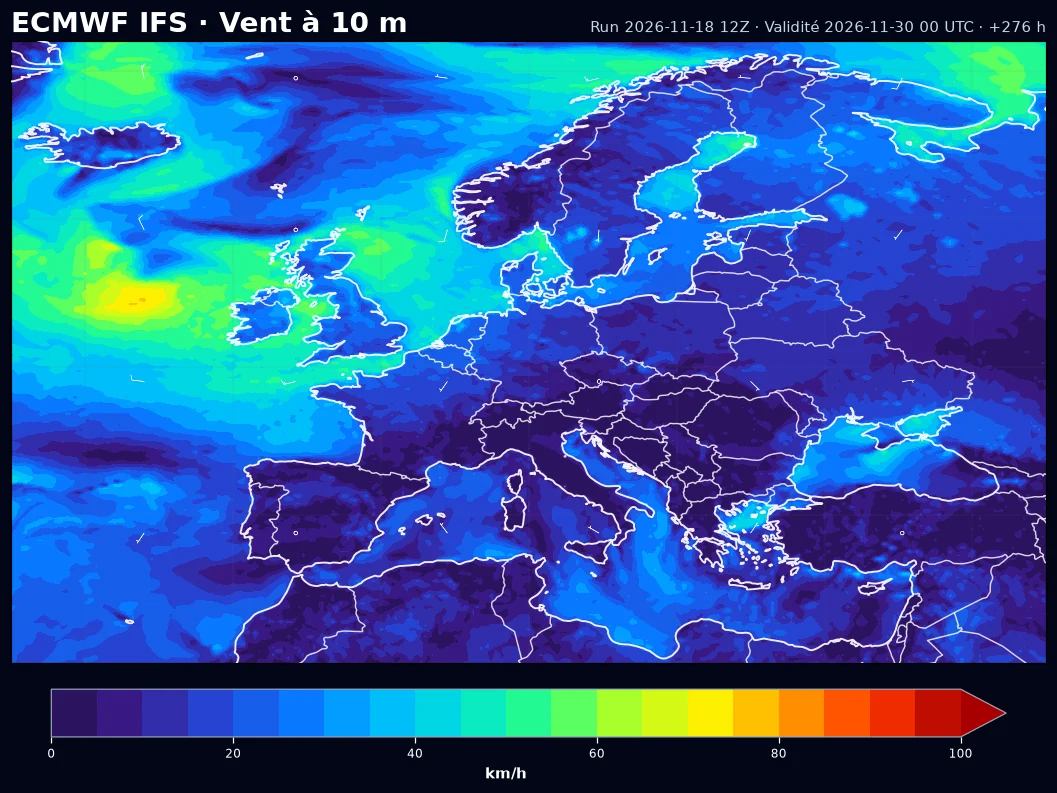 ECMWF IFS · Vent à 10 m
Run 2026-11-18 12Z · Validité 2026-11-30 00 UTC · +276 h
0 20 40 60 80 100
km/h